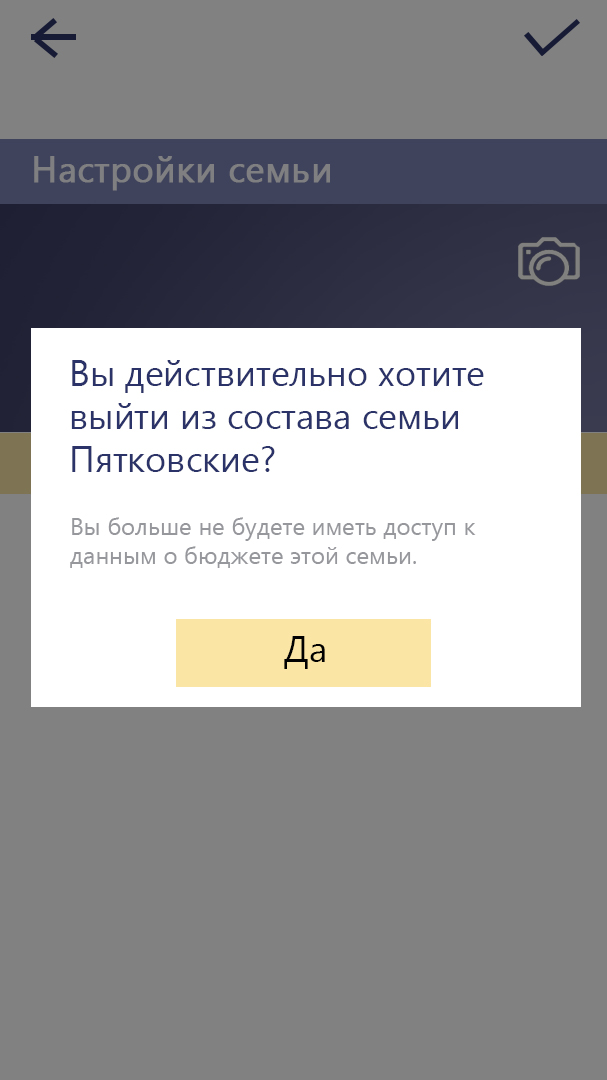 Настройки семьи
Вы действительно хотите
выйти из состава семьи
Пятковские?
Вы больше не будете иметь доступ к
данным о бюджете этой семьи.
Да